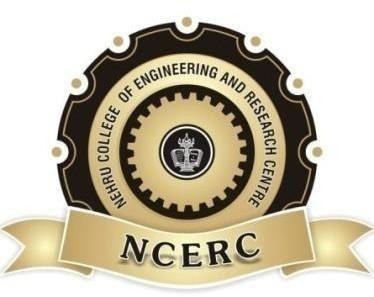 NEHRU COLLEGE OF ENGINEERING AND RESEARCH CENTRE
NCERC